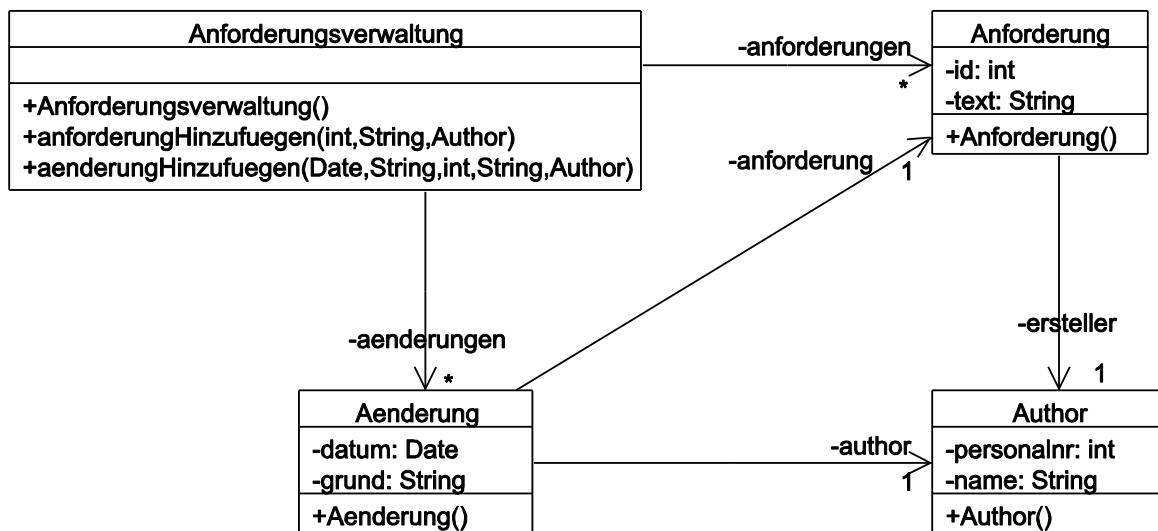 Anforderungsverwaltung
+Anforderungsverwaltung()
+anforderungHinzufuegen(int,String,Author)
+aenderungHinzufuegen(Date,String,int,String,Author)
-anforderungen
*
Anforderung
-id: int
-text: String
+Anforderung()
-anforderung
1
-aenderungen
*
-ersteller
1
Aenderung
-datum: Date
-grund: String
+Aenderung()
-author
1
Author
-personalnr: int
-name: String
+Author()